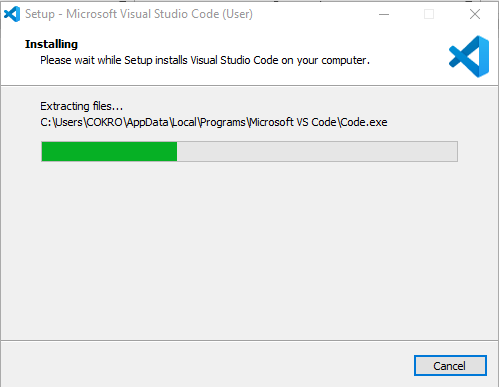 Setup - Microsoft Visual Studio Code (User)
Installing
Please wait while Setup installs Visual Studio Code on your computer.
Extracting files...
C:\Users\COKRO\AppData\Local\Programs\Microsoft VS Code\Code.exe
Cancel